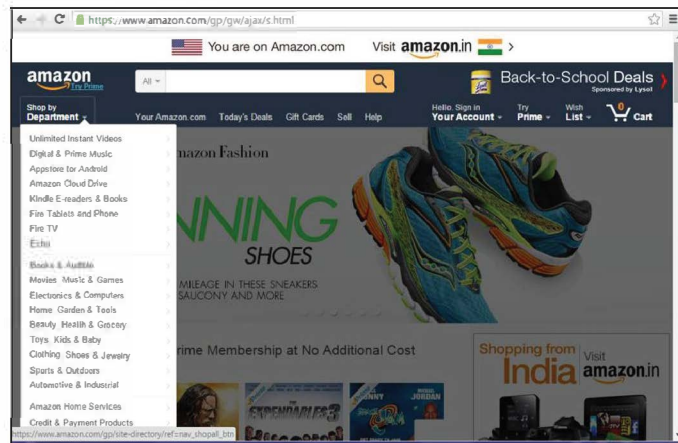 https://www.amazon.com/gp/gw/ajax/s.html
You are on Amazon.com Visit amazon.in >
amazon
Try Prime
All
Back-to-School Deals
Sponsored by Lysol
Shop by
Department
Your Amazon.com Today's Deals Gift Cards Sell Help
Hello. Sign in
Your Account
Try
Prime
Wish
List
0
Cart
Unlimited Instant Videos
Digital & Prime Music
Appstore for Android
Amazon Cloud Drive
Kindle E-readers & Books
Fire Tablets and Phone
Fire TV
Echo
Books & Audible
Movies Music & Games
Electronics & Computers
Home Garden & Tools
Beauty Health & Grocery
Toys Kids & Baby
Clothing Shoes & Jewelry
Sports & Outdoors
Automotive & Industrial
Amazon Home Services
Credit & Payment Products
mazon Fashion
NNING
SHOES
MILEAGE IN THESE SNEAKERS
SAUCONY AND MORE
rime Membership at No Additional Cost
EXPENDABLES 3
JORDAN
Shopping from
India
Visit
amazon.in
https://www.amazon.com/gp/site-directory/ref=nav_shopall_btn